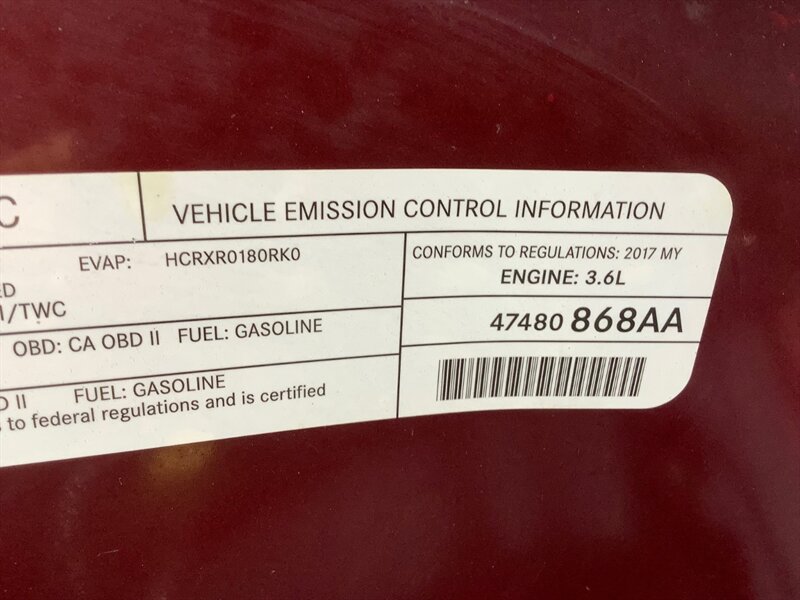 C
VEHICLE EMISSION CONTROL INFORMATION
EVAP: HCRXR0180RK0
ED
I/TWC
OBD: CA OBD II FUEL: GASOLINE
D II FUEL: GASOLINE
to federal regulations and is certified
CONFORMS TO REGULATIONS: 2017 MY
ENGINE: 3.6L
47480 868AA